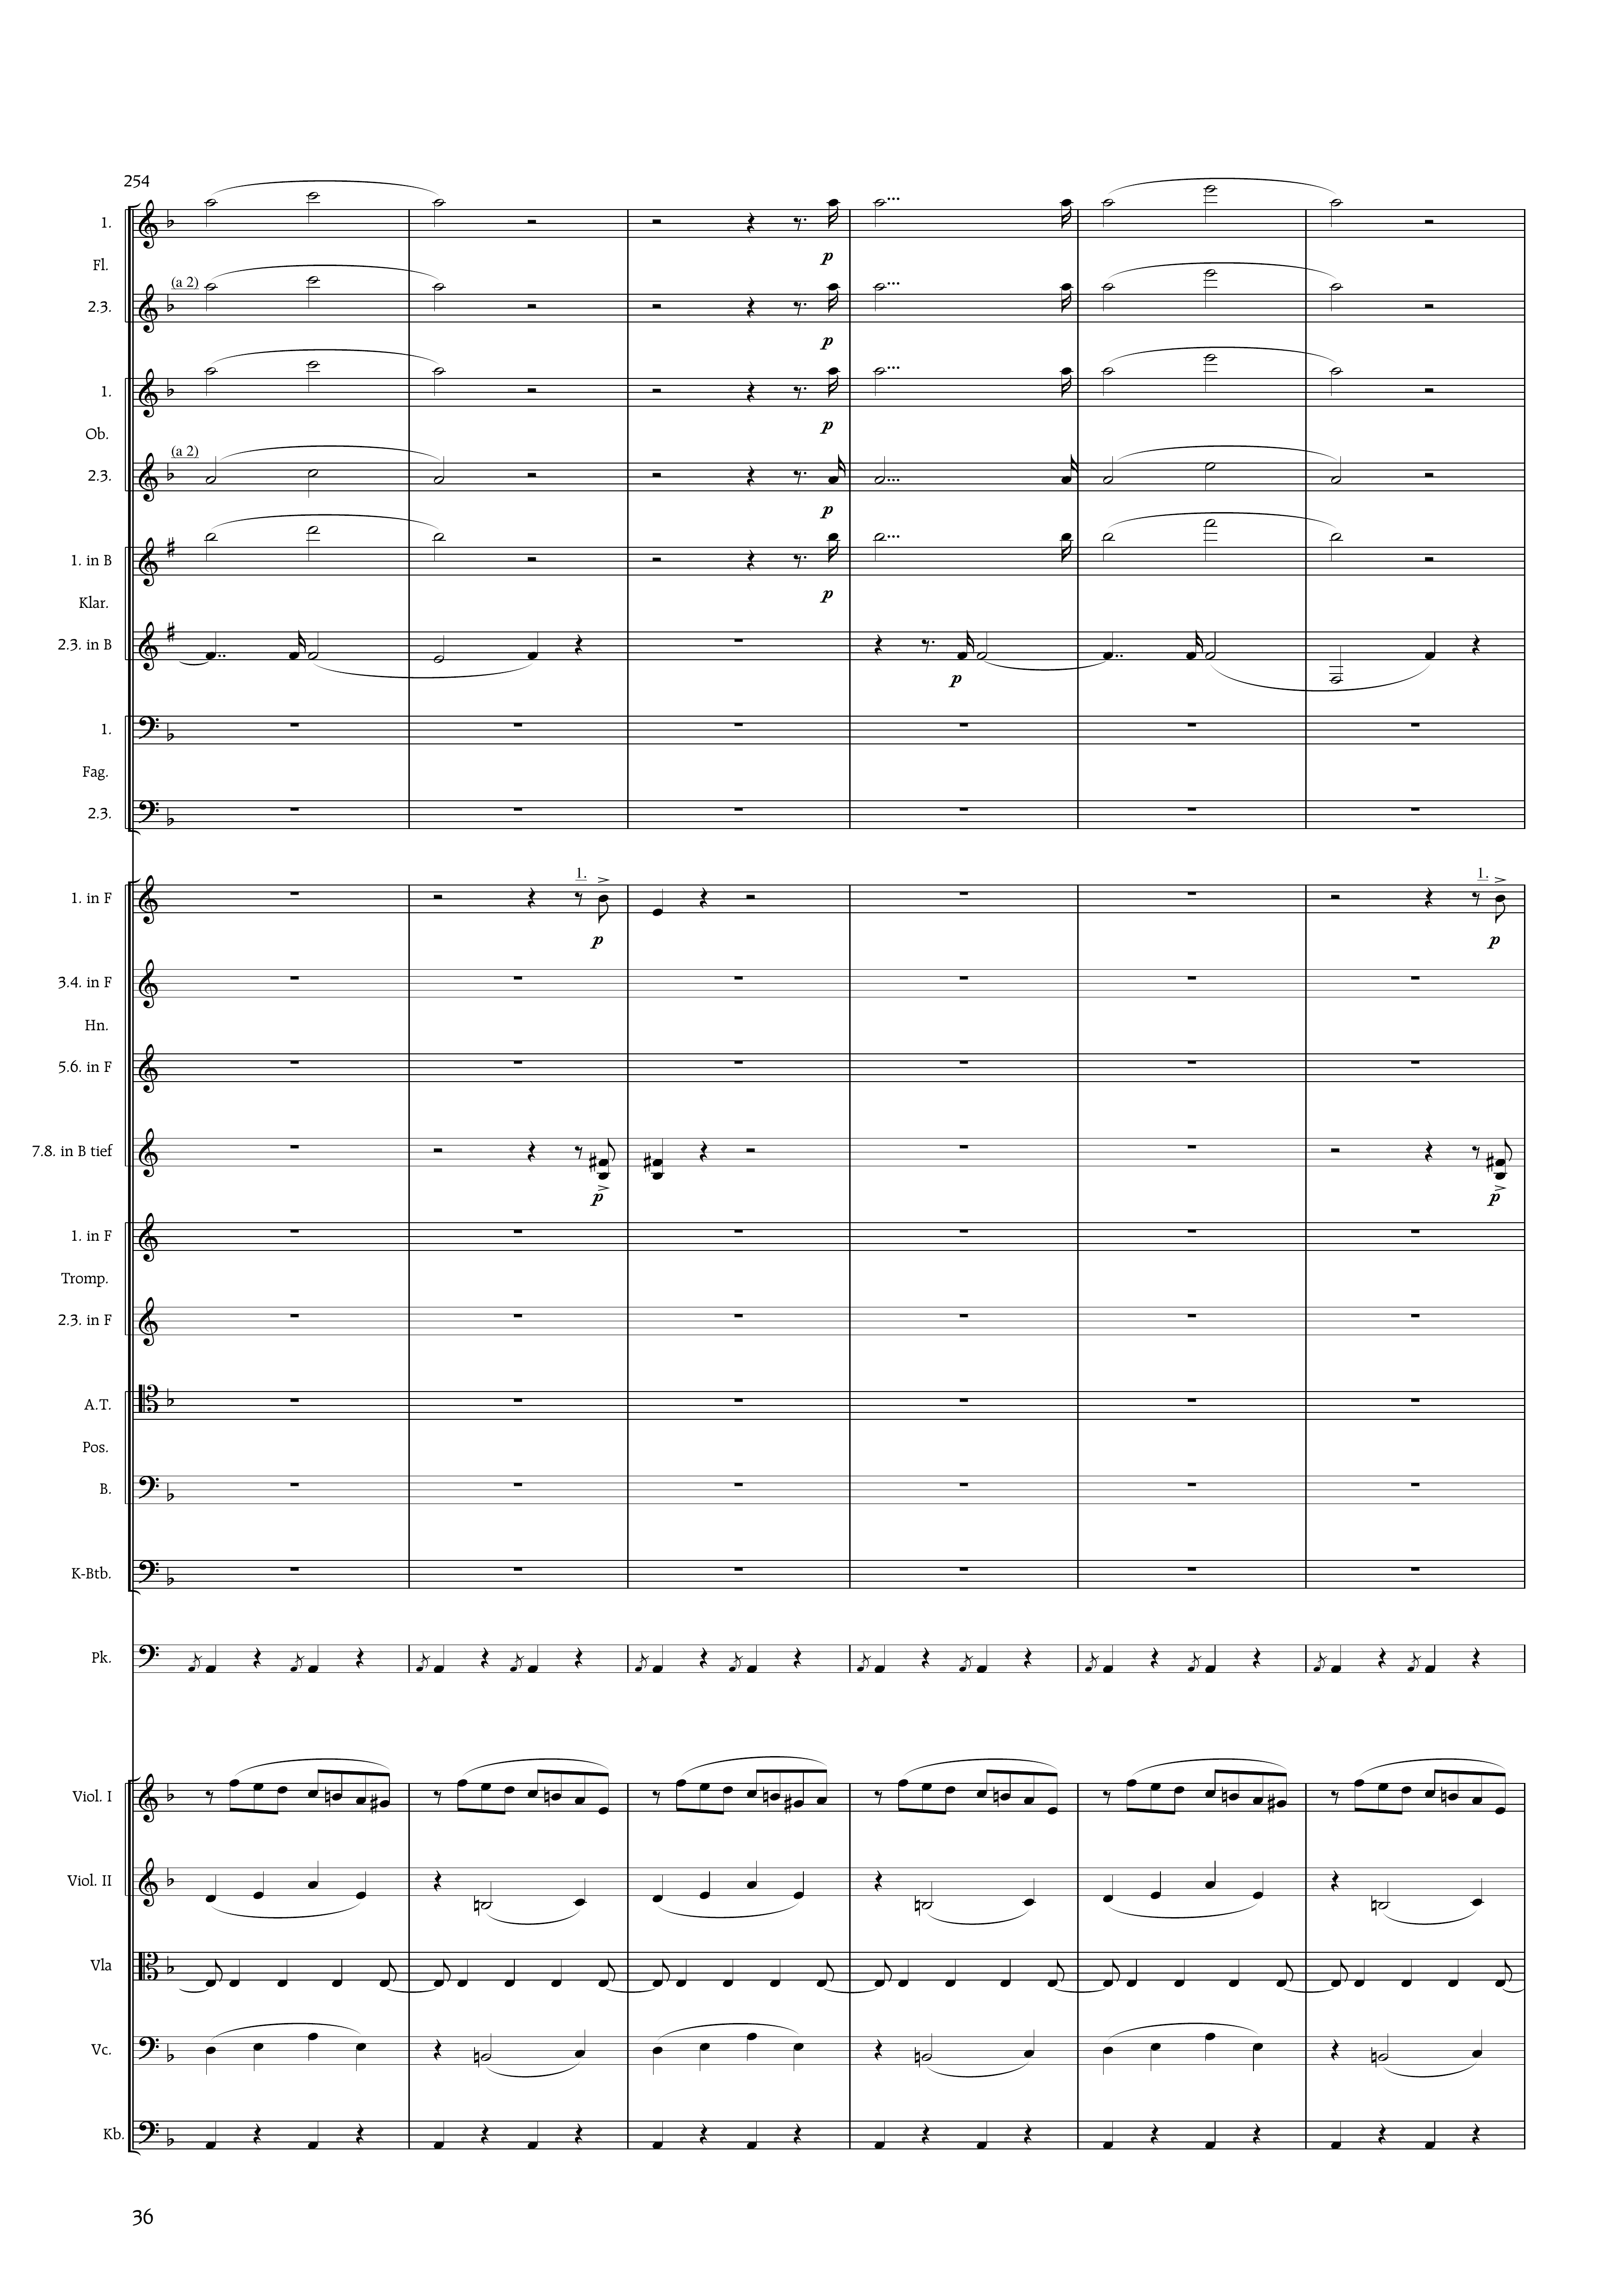 254
1.
Fl.
(a 2)
2.3.
p
p
1.
Ob.
p
(a 2)
2.3.
p
1. in B
Klar.
p
2.3. in B
p
1.
Fag.
2.3.
1. 1.
1. in F
p p
3.4. in F
Hn.
5.6. in F
7.8. in B tief
p p
1. in F
Tromp.
2.3. in F
A.T.
Pos.
B.
K-Btb.
Pk.
Viol. I
Viol. II
Vla
Vc.
Kb.
36